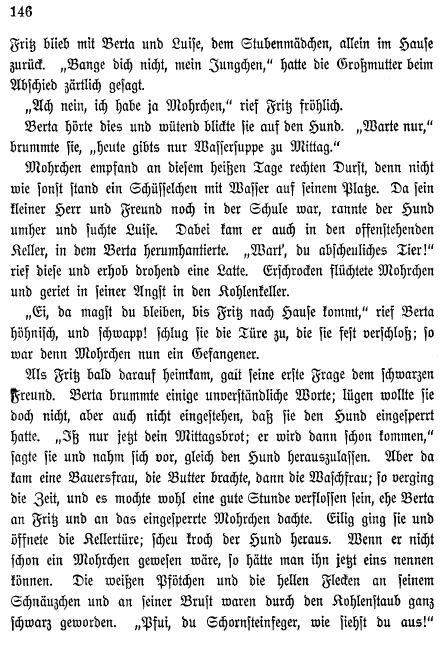 146
Fritz blieb mit Berta und Luise, dem Stubenmädchen, allein im Hause
zurück. „Bange dich nicht, mein Jungchen,“ hatte die Großmutter beim
Abschied zärtlich gesagt.
„Ach nein, ich habe ja Mohrchen,“ rief Fritz fröhlich.
Berta hörte dies und wütend blickte sie auf den Hund. „Warte nur,“
brummte sie, „heute gibts nur Wassersuppe zu Mittag.“
Mohrchen empfand an diesem heißen Tage rechten Durst, denn nicht
wie sonst stand ein Schüsselchen mit Wasser auf seinem Platze. Da sein
kleiner Herr und Freund noch in der Schule war, rannte der Hund
umher und suchte Luise. Dabei kam er auch in den offenstehenden
Keller, in dem Berta herumhantierte. „Wart’, du abscheuliches Tier!“
rief diese und erhob drohend eine Latte. Erschrocken flüchtete Mohrchen
und geriet in seiner Angst in den Kohlenkeller.
„Ei, da magst du bleiben, bis Fritz nach Hause kommt,“ rief Berta
höhnisch, und schwapp! schlug sie die Türe zu, die sie fest verschloß; so
war denn Mohrchen nun ein Gefangener.
Als Fritz bald darauf heimkam, galt seine erste Frage dem schwarzen
Freund. Berta brummte einige unverständliche Worte; lügen wollte sie
doch nicht, aber auch nicht eingestehen, daß sie den Hund eingesperrt
hatte. „Iß nur jetzt dein Mittagsbrot; er wird dann schon kommen,“
sagte sie und nahm sich vor, gleich den Hund herauszulassen. Aber da
kam eine Bauersfrau, die Butter brachte, dann die Waschfrau; so verging
die Zeit, und es mochte wohl eine gute Stunde verflossen sein, ehe Berta
an Fritz und an das eingesperrte Mohrchen dachte. Eilig ging sie und
öffnete die Kellertüre; scheu kroch der Hund heraus. Wenn er nicht
schon ein Mohrchen gewesen wäre, so hätte man ihn jetzt eins nennen
können. Die weißen Pfötchen und die hellen Flecken an seinem
Schnäuzchen und an seiner Brust waren durch den Kohlenstaub ganz
schwarz geworden. „Pfui, du Schornsteinfeger, wie siehst du aus!“